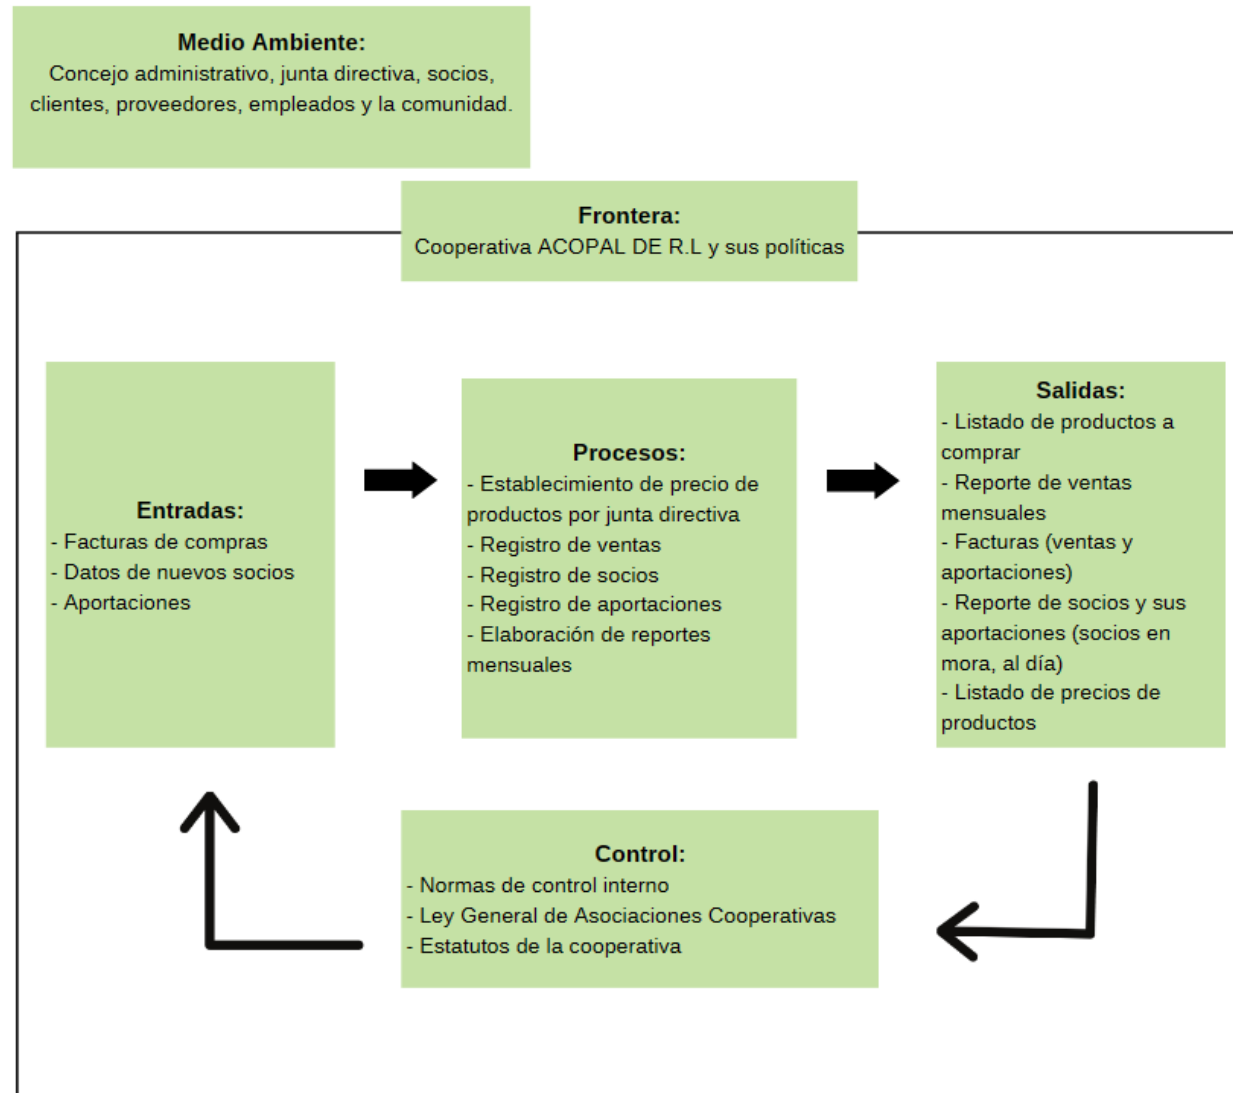 Medio Ambiente:
Concejo administrativo, junta directiva, socios,
clientes, proveedores, empleados y la comunidad.
Frontera:
Cooperativa ACOPAL DE R.L y sus políticas
Entradas:
- Facturas de compras
- Datos de nuevos socios
- Aportaciones
Procesos:
- Establecimiento de precio de
productos por junta directiva
- Registro de ventas
- Registro de socios
- Registro de aportaciones
- Elaboración de reportes
mensuales
Salidas:
- Listado de productos a
comprar
- Reporte de ventas
mensuales
- Facturas (ventas y
aportaciones)
- Reporte de socios y sus
aportaciones (socios en
mora, al día)
- Listado de precios de
productos
Control:
- Normas de control interno
- Ley General de Asociaciones Cooperativas
- Estatutos de la cooperativa